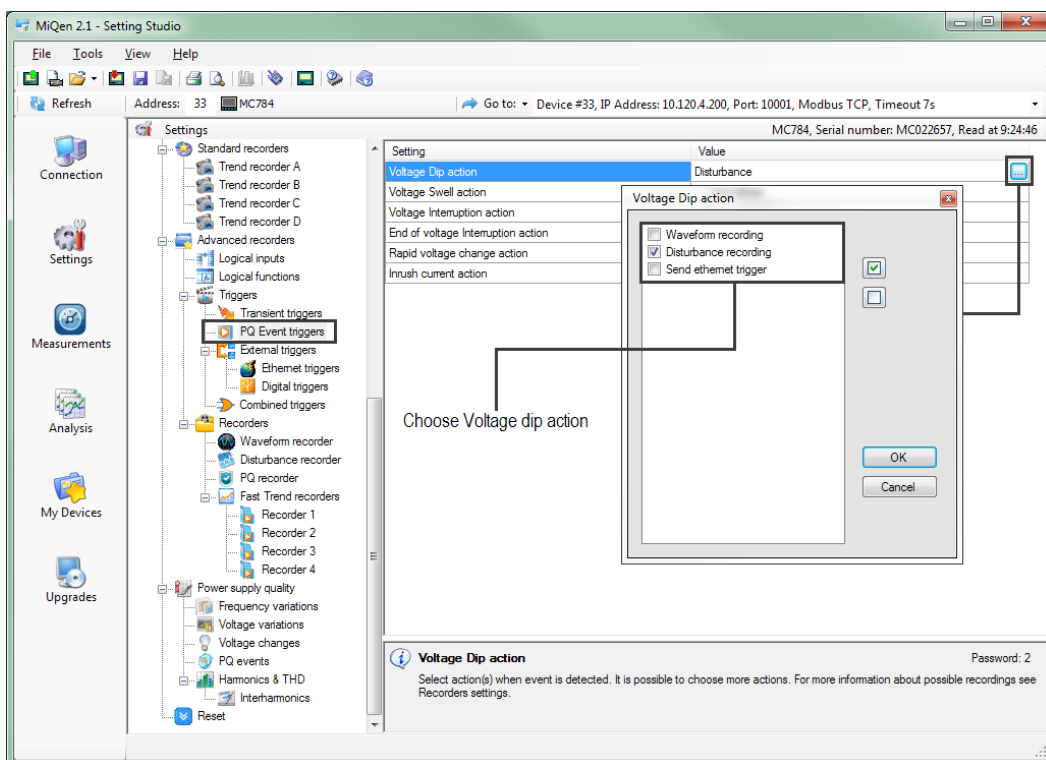 MiQen 2.1 - Setting Studio
File Tools View Help
Refresh Address: 33 MC784 Go to: Device #33, IP Address: 10.120.4.200, Port: 10001, Modbus TCP, Timeout 7s
Settings MC784, Serial number: MC022657, Read at 9:24:46
Connection
Settings
Measurements
Analysis
My Devices
Upgrades
Standard recorders
Trend recorder A
Trend recorder B
Trend recorder C
Trend recorder D
Advanced recorders
Logical inputs
Logical functions
Triggers
Transient triggers
PQ Event triggers
External triggers
Ethernet triggers
Digital triggers
Combined triggers
Recorders
Waveform recorder
Disturbance recorder
PQ recorder
Fast Trend recorders
Recorder 1
Recorder 2
Recorder 3
Recorder 4
Power supply quality
Frequency variations
Voltage variations
Voltage changes
PQ events
Harmonics & THD
Interharmonics
Reset
Setting Value
Voltage Dip action Disturbance ...
Voltage Swell action
Voltage Interruption action
End of voltage Interruption action
Rapid voltage change action
Inrush current action
Voltage Dip action
Waveform recording
Disturbance recording
Send ethernet trigger
OK
Cancel
Choose Voltage dip action
Voltage Dip action Password: 2
Select action(s) when event is detected. It is possible to choose more actions. For more information about possible recordings see
Recorders settings.